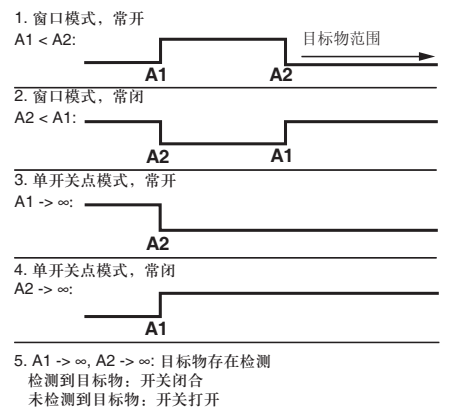 1. 窗口模式，常开
A1 < A2:
目标物范围
A1
A2
2. 窗口模式，常闭
A2 < A1:
A2
A1
3. 单开关点模式，常开
A1 -> ∞:
A2
4. 单开关点模式，常闭
A2 -> ∞:
A1
5. A1 -> ∞, A2 -> ∞: 目标物存在检测
检测到目标物：开关闭合
未检测到目标物：开关打开